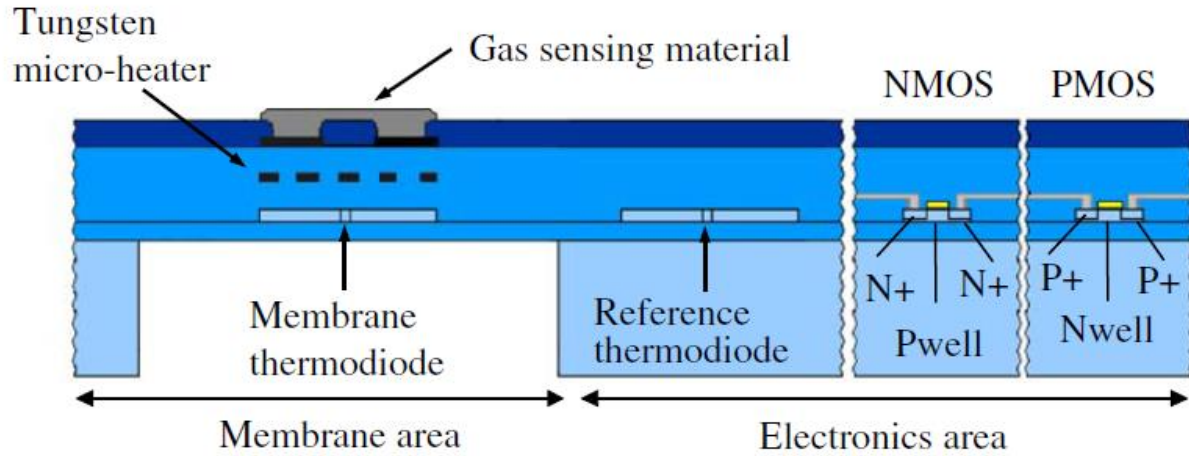 Tungsten
micro-heater
Gas sensing material
NMOS
PMOS
N+
N+
P+
P+
Pwell
Nwell
Membrane
thermodiode
Reference
thermodiode
Membrane area
Electronics area